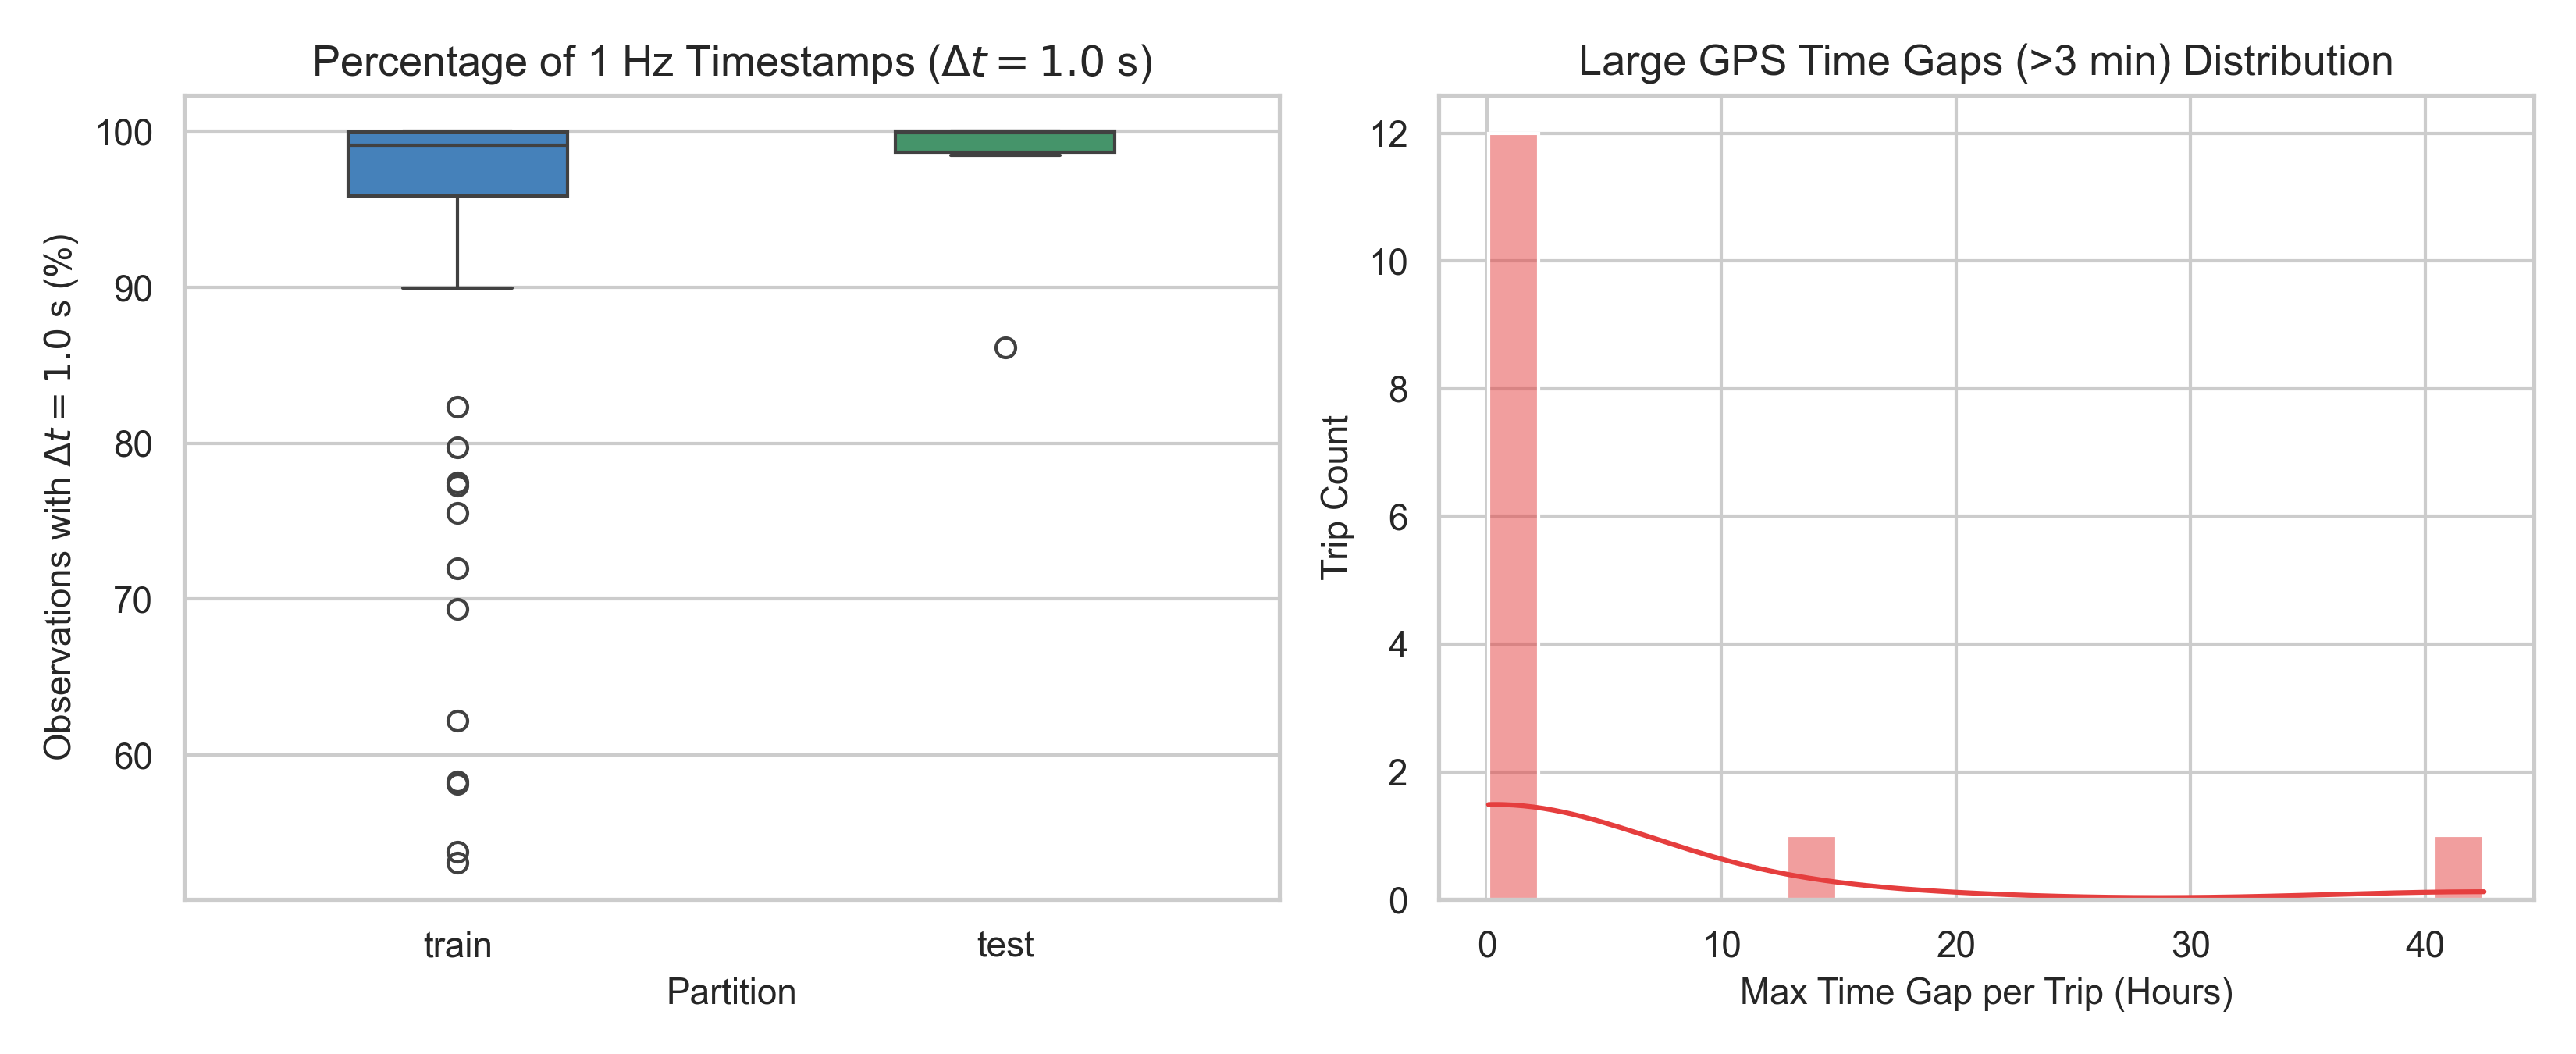 Percentage of 1 Hz Timestamps (Δt = 1.0 s)
Observations with Δt = 1.0 s (%)
100
90
80
70
60
train
test
Partition
Large GPS Time Gaps (>3 min) Distribution
Trip Count
12
10
8
6
4
2
0
0
10
20
30
40
Max Time Gap per Trip (Hours)